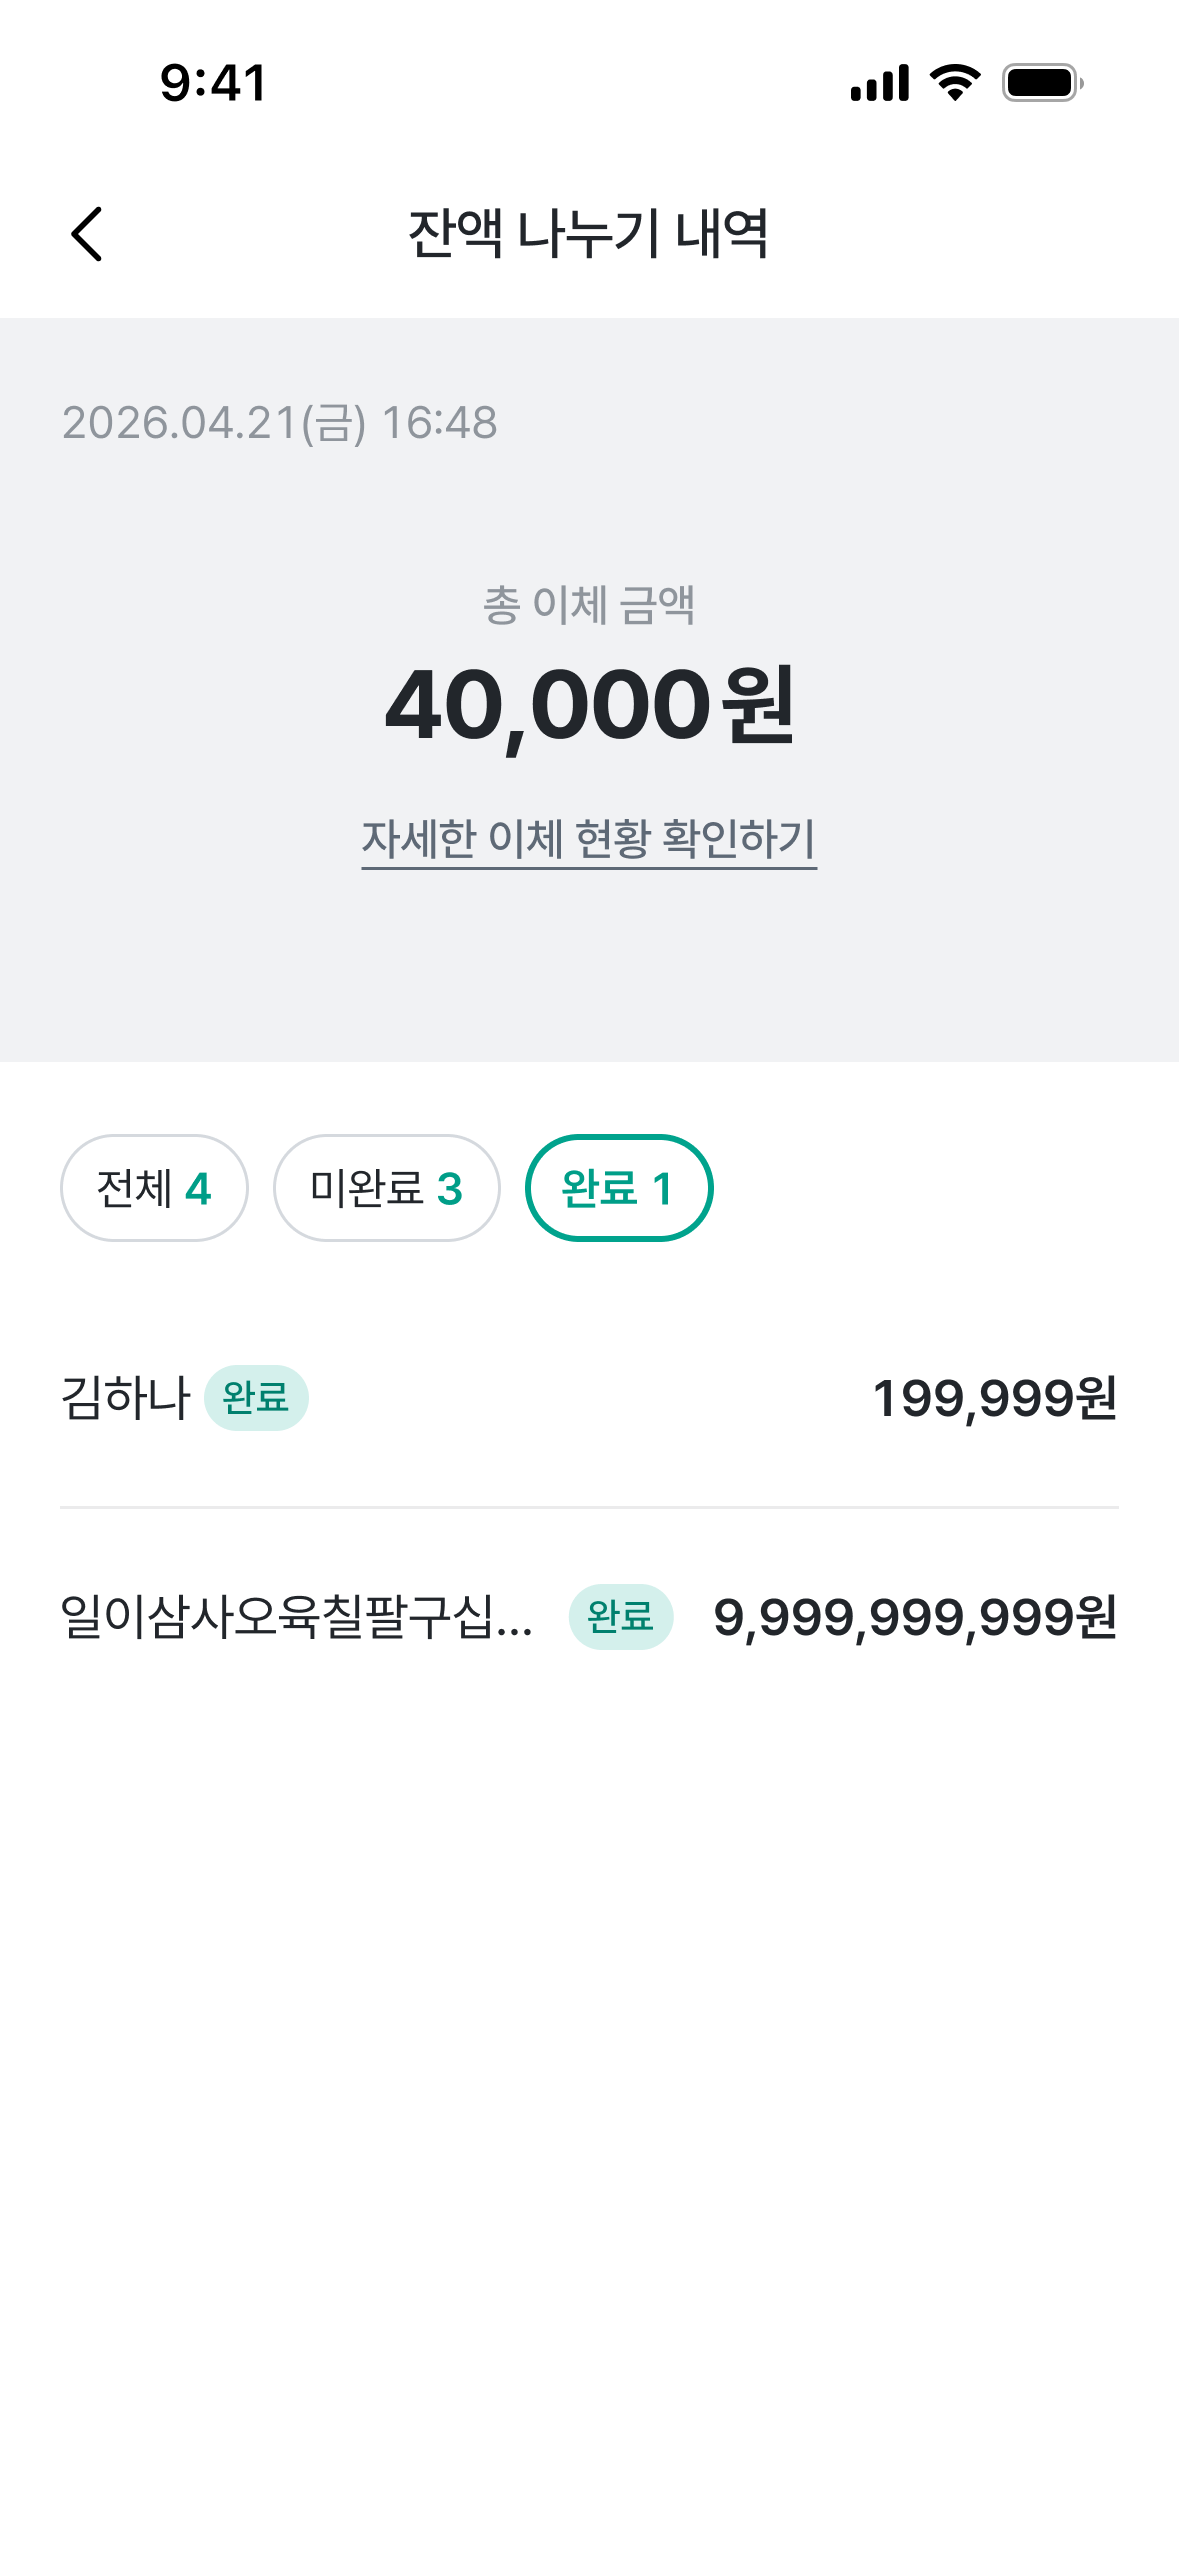 9:41
잔액 나누기 내역
2026.04.21(금) 16:48
총 이체 금액
40,000원
자세한 이체 현황 확인하기
전체 4 미완료 3 완료 1
김하나 완료 199,999원
일이삼사오육칠팔구십... 완료 9,999,999,999원